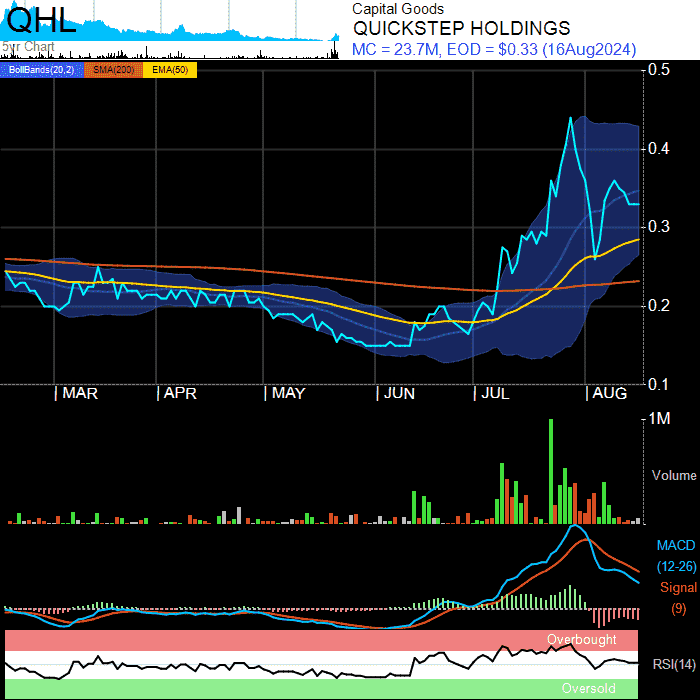 QHL
5yr Chart
Capital Goods
QUICKSTEP HOLDINGS
MC = 23.7M, EOD = $0.33 (16Aug2024)
BollBands(20,2) SMA(200) EMA(50)
0.5
0.4
0.3
0.2
0.1
MAR APR MAY JUN JUL AUG
1M
Volume
MACD
(12-26)
Signal
(9)
Overbought
RSI(14)
Oversold